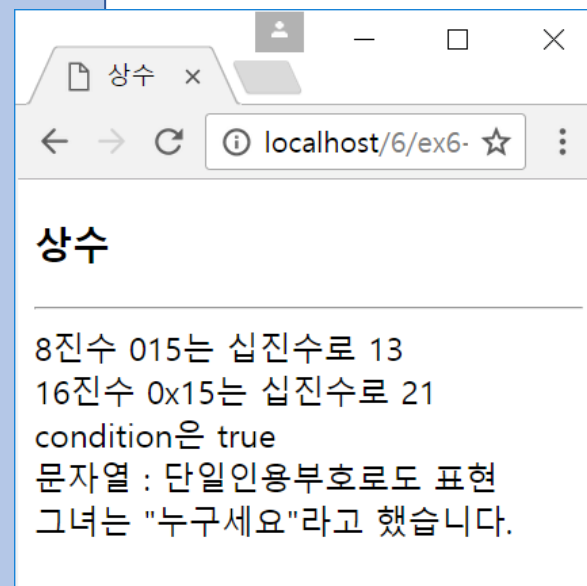 상수
localhost/6/ex6-
상수
8진수 015는 십진수로 13
16진수 0x15는 십진수로 21
condition은 true
문자열 : 단일인용부호로도 표현
그녀는 "누구세요"라고 했습니다.